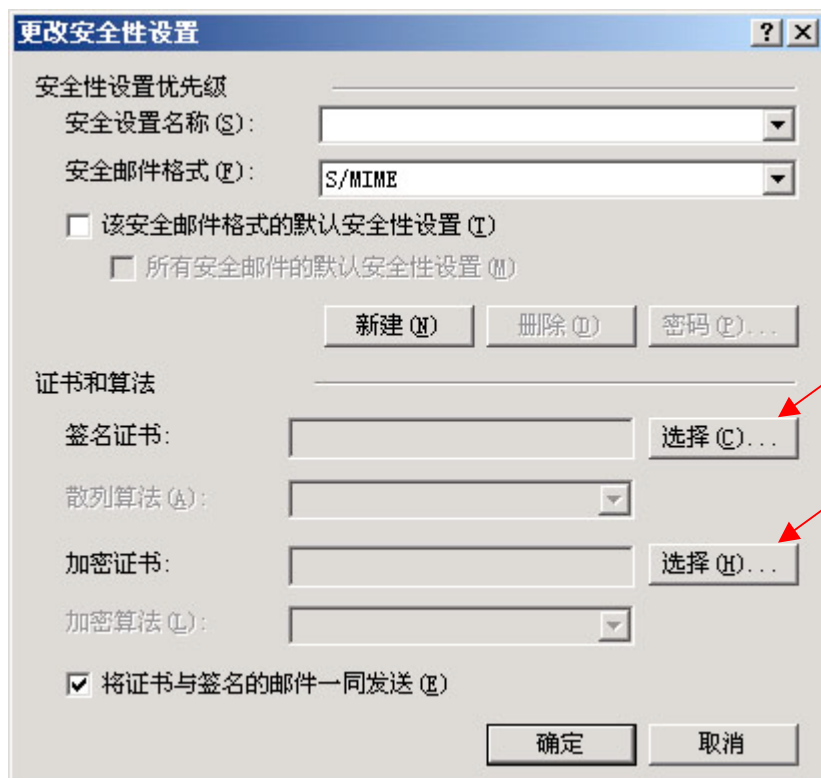 更改安全性设置
安全性设置优先级
安全设置名称(S):
安全邮件格式(F): S/MIME
该安全邮件格式的默认安全性设置(T)
所有安全邮件的默认安全性设置(M)
新建(N) 删除(D) 密码(P)...
证书和算法
签名证书: 选择(C)...
散列算法(A):
加密证书: 选择(H)...
加密算法(L):
将证书与签名的邮件一同发送(E)
确定 取消